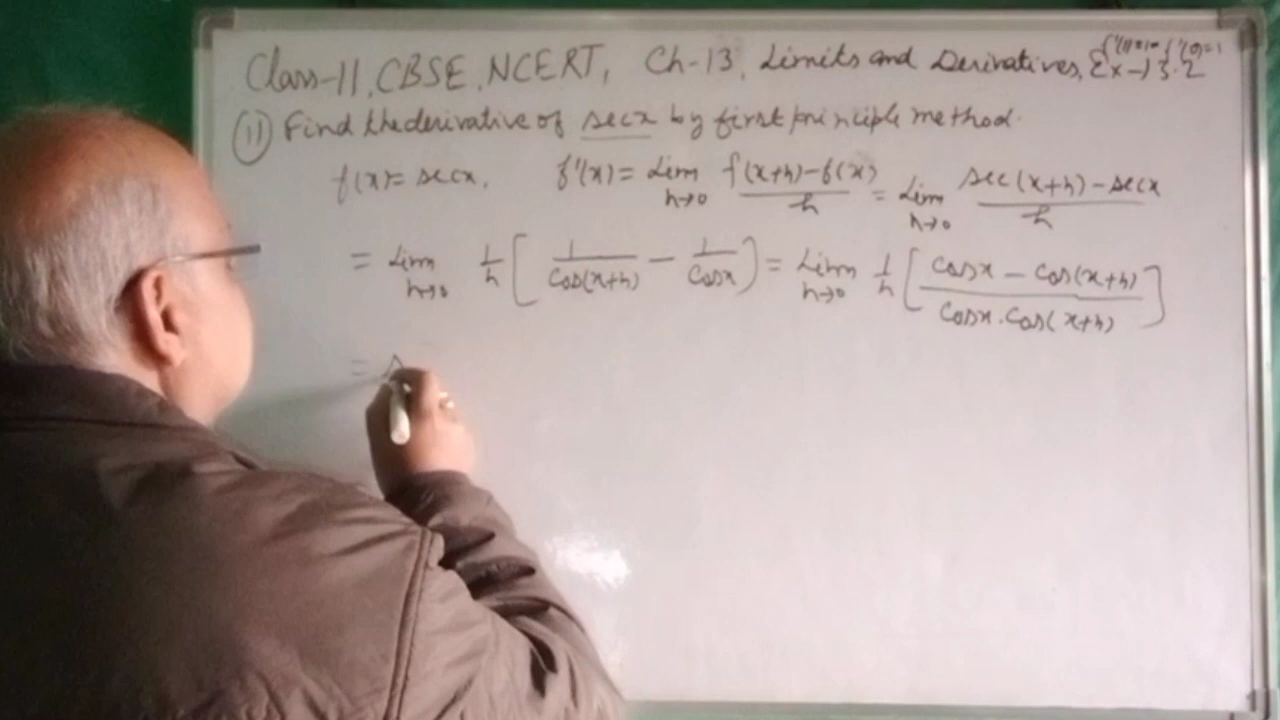 Class-11, CBSE, NCERT, Ch-13, Limits and Derivatives, Ex-13.2
(11) Find the derivative of secx by first principle method.
f(x) = secx, f'(x) = Lim h→0 f(x+h)-f(x) / h = Lim h→0 sec(x+h) - secx / h
= Lim h→0 1/h [ 1/Cos(x+h) - 1/Cosx ] = Lim h→0 1/h [ Cosx - Cos(x+h) / Cosx.Cos(x+h) ]
=